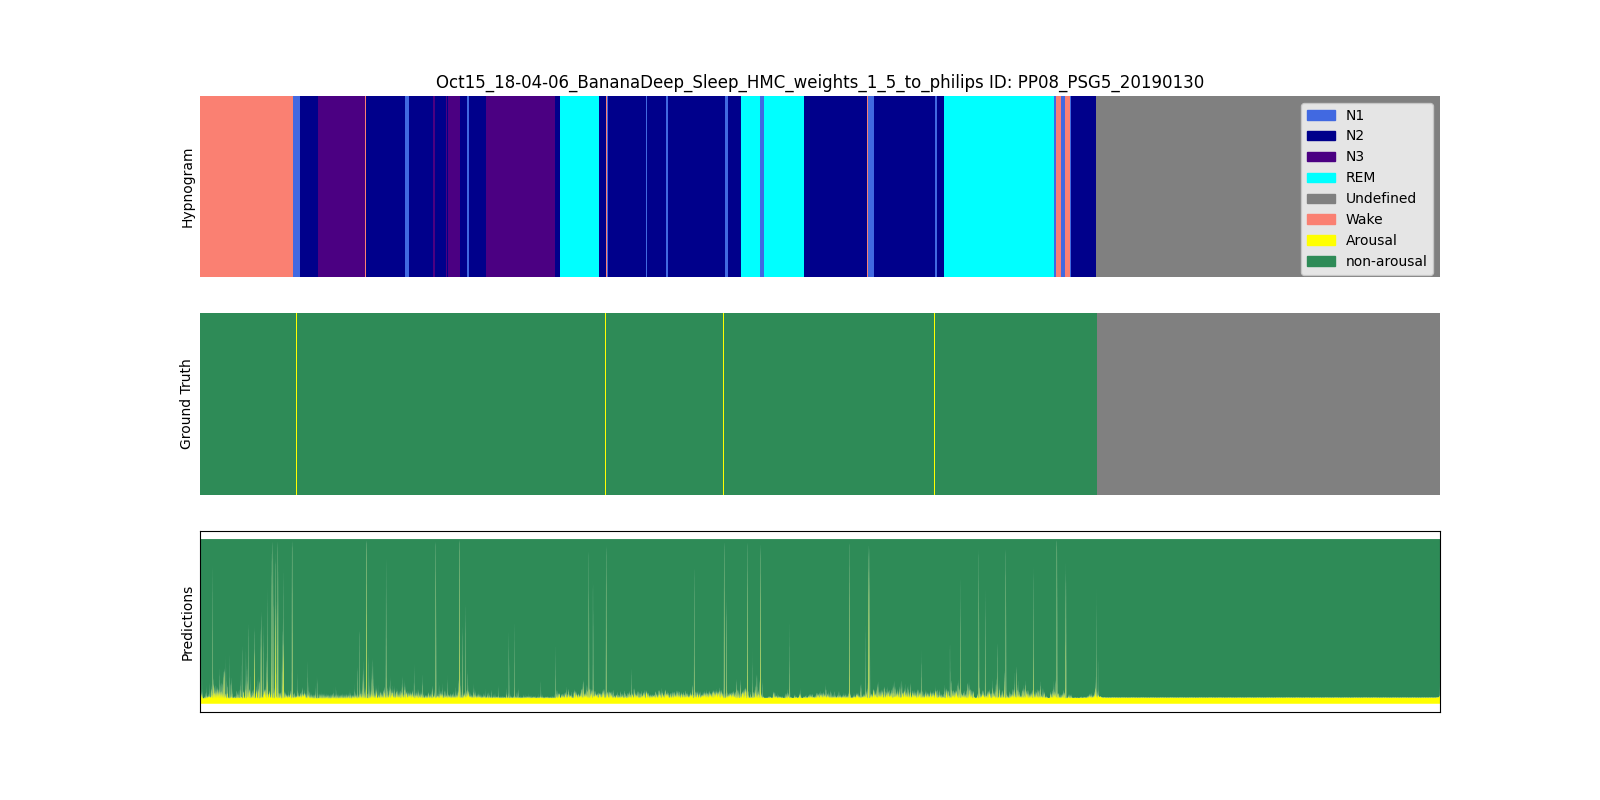 Oct15_18-04-06_BananaDeep_Sleep_HMC_weights_1_5_to_philips ID: PP08_PSG5_20190130
Hypnogram
N1
N2
N3
REM
Undefined
Wake
Arousal
non-arousal
Ground Truth
Predictions